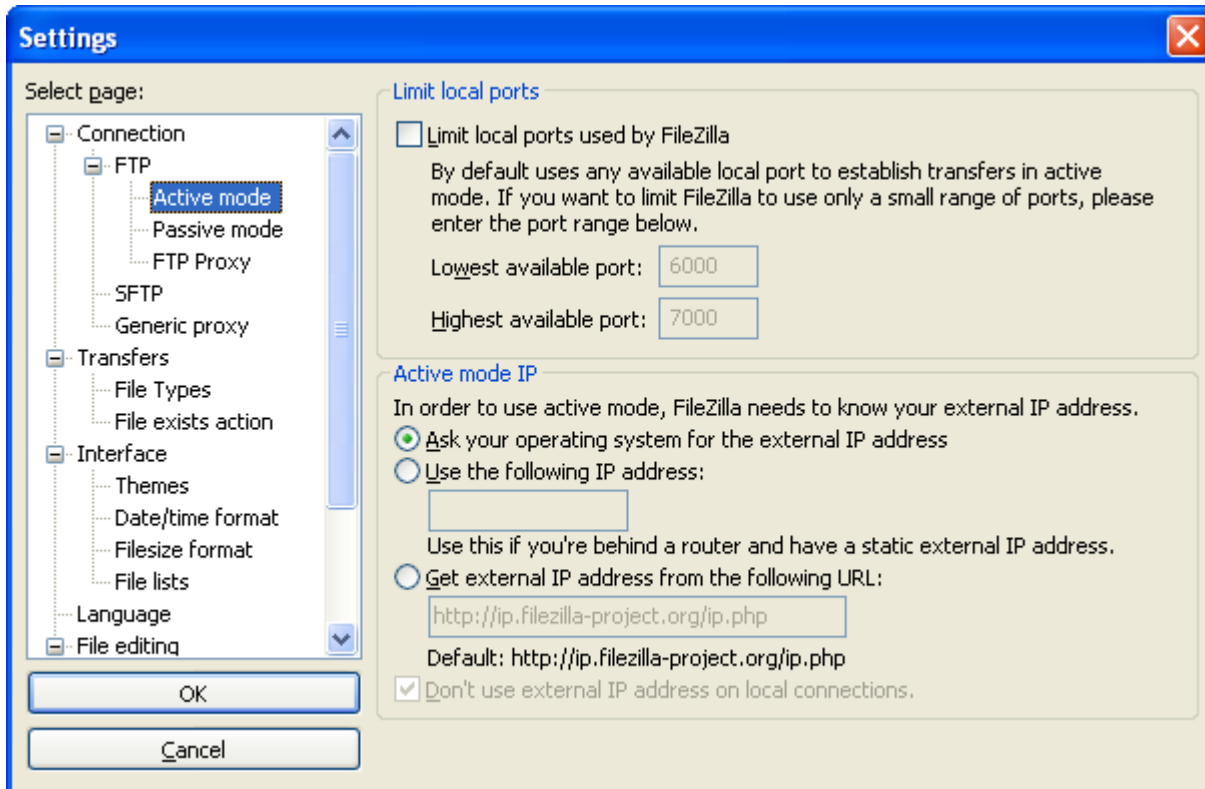 Settings
Select page:
Connection
FTP
Active mode
Passive mode
FTP Proxy
SFTP
Generic proxy
Transfers
File Types
File exists action
Interface
Themes
Date/time format
Filesize format
File lists
Language
File editing
OK
Cancel
Limit local ports
Limit local ports used by FileZilla
By default uses any available local port to establish transfers in active
mode. If you want to limit FileZilla to use only a small range of ports, please
enter the port range below.
Lowest available port: 6000
Highest available port: 7000
Active mode IP
In order to use active mode, FileZilla needs to know your external IP address.
Ask your operating system for the external IP address
Use the following IP address:
Use this if you're behind a router and have a static external IP address.
Get external IP address from the following URL:
http://ip.filezilla-project.org/ip.php
Default: http://ip.filezilla-project.org/ip.php
Don't use external IP address on local connections.